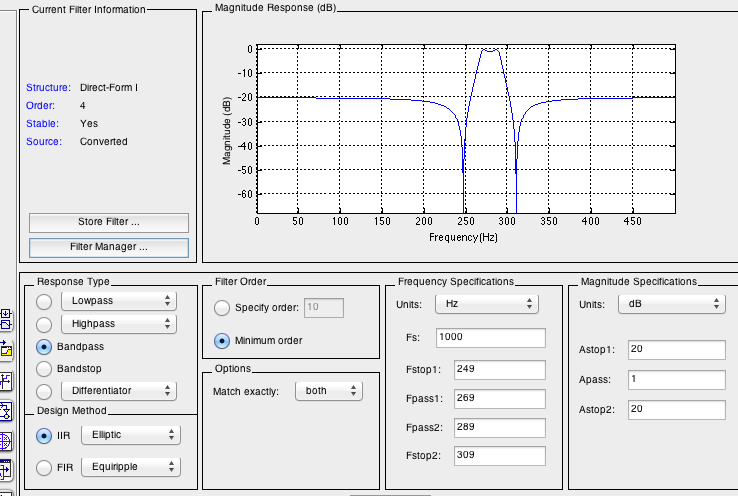 Current Filter Information
Structure: Direct-Form I
Order: 4
Stable: Yes
Source: Converted
Store Filter ...
Filter Manager ...
Magnitude Response (dB)
Magnitude (dB)
0
-10
-20
-30
-40
-50
-60
0 50 100 150 200 250 300 350 400 450
Frequency(Hz)
Response Type
Lowpass
Highpass
Bandpass
Bandstop
Differentiator
Design Method
IIR Elliptic
FIR Equiripple
Filter Order
Specify order: 10
Minimum order
Options
Match exactly: both
Frequency Specifications
Units: Hz
Fs: 1000
Fstop1: 249
Fpass1: 269
Fpass2: 289
Fstop2: 309
Magnitude Specifications
Units: dB
Astop1: 20
Apass: 1
Astop2: 20